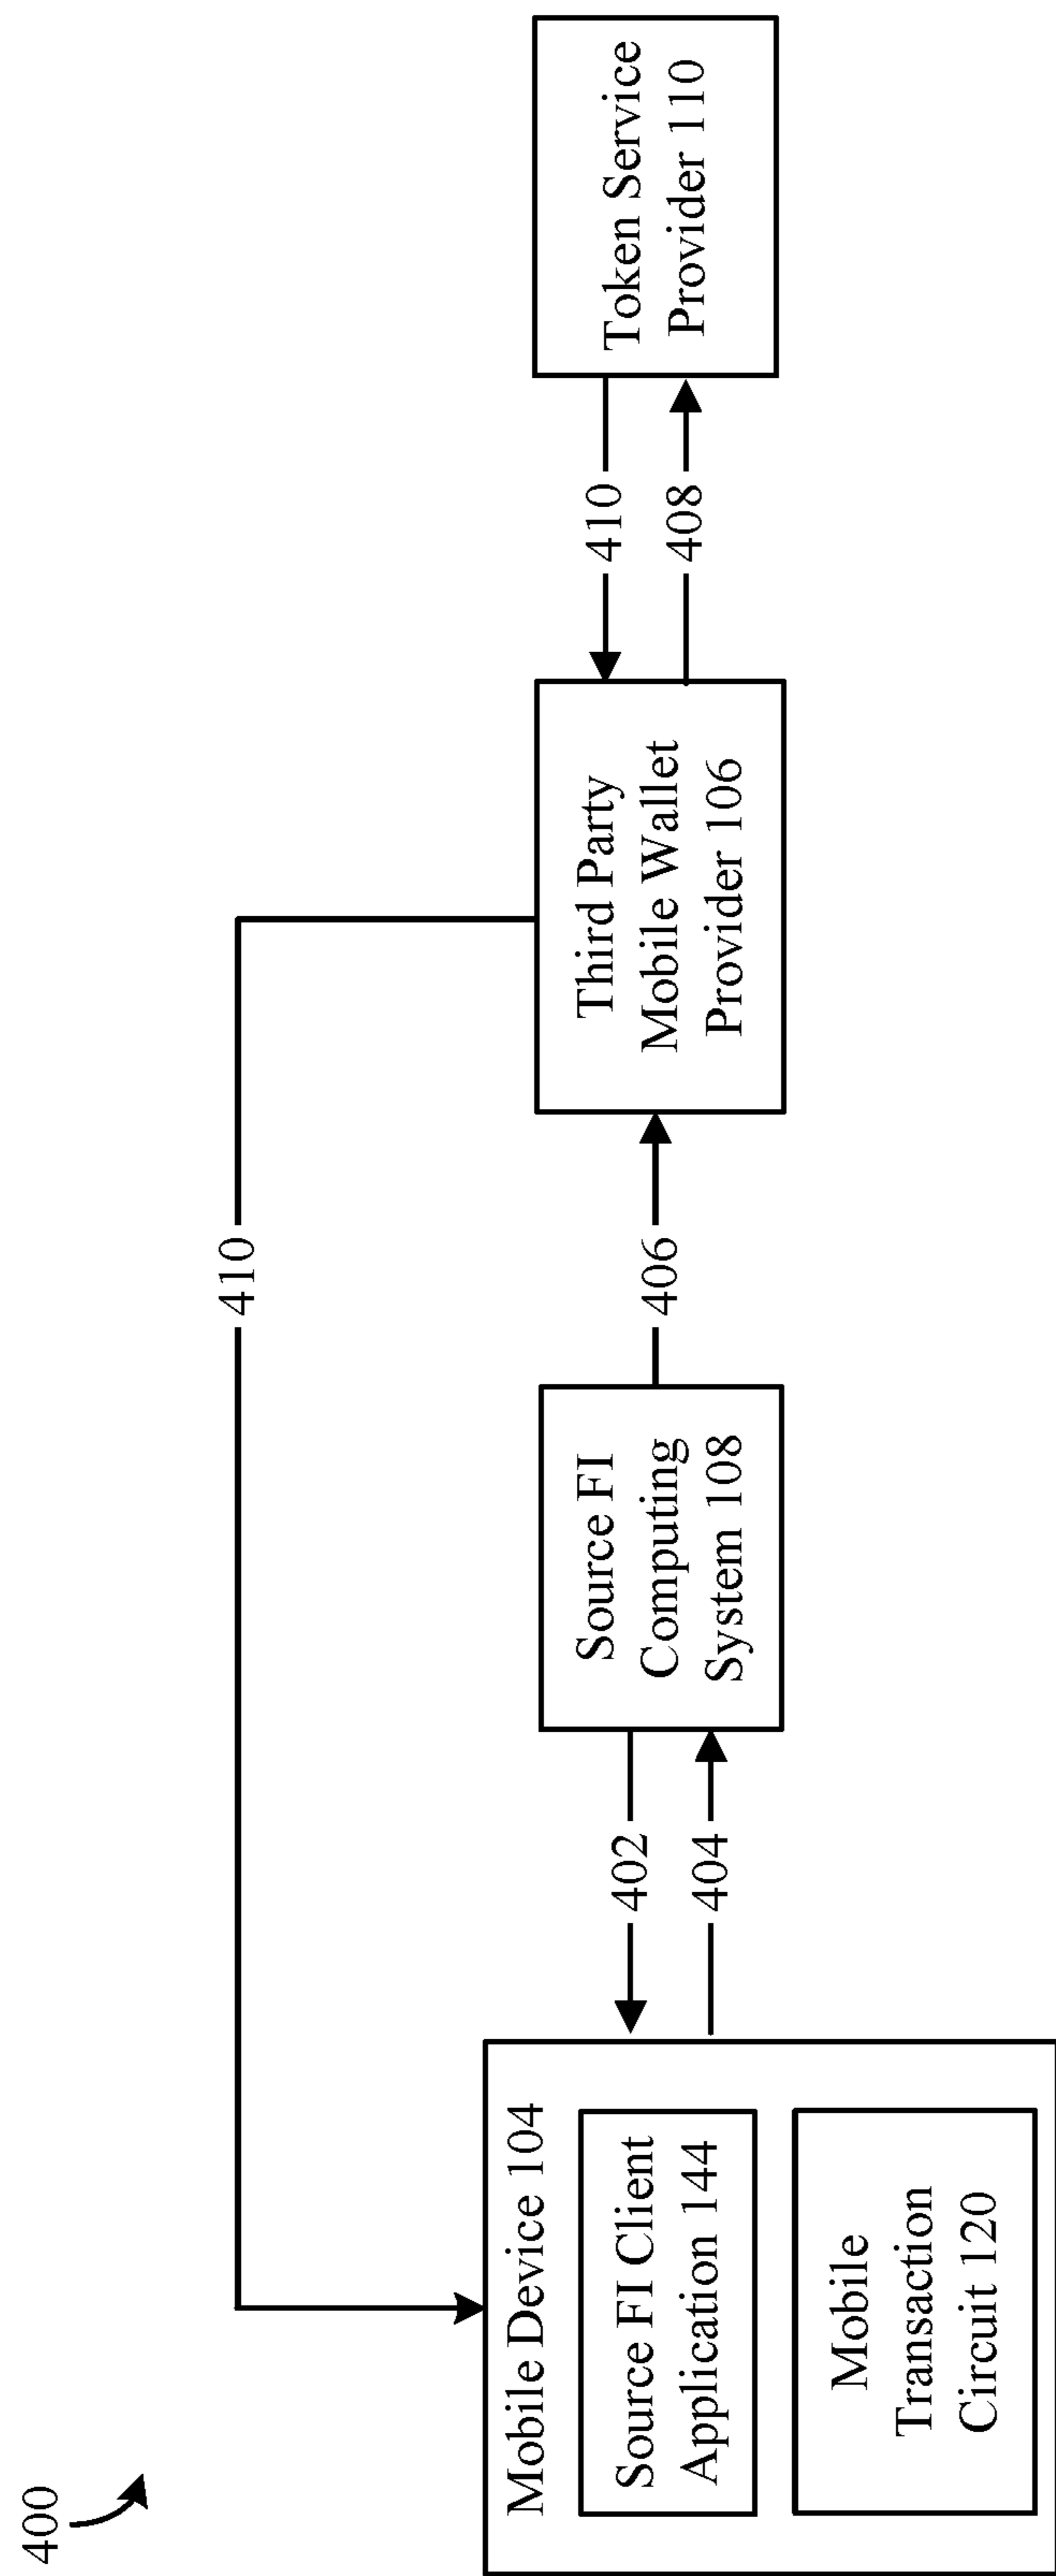 400
410
Mobile Device 104
Source FI Client
Application 144
Mobile
Transaction
Circuit 120
402
404
Source FI
Computing
System 108
406
Third Party
Mobile Wallet
Provider 106
410
408
Token Service
Provider 110